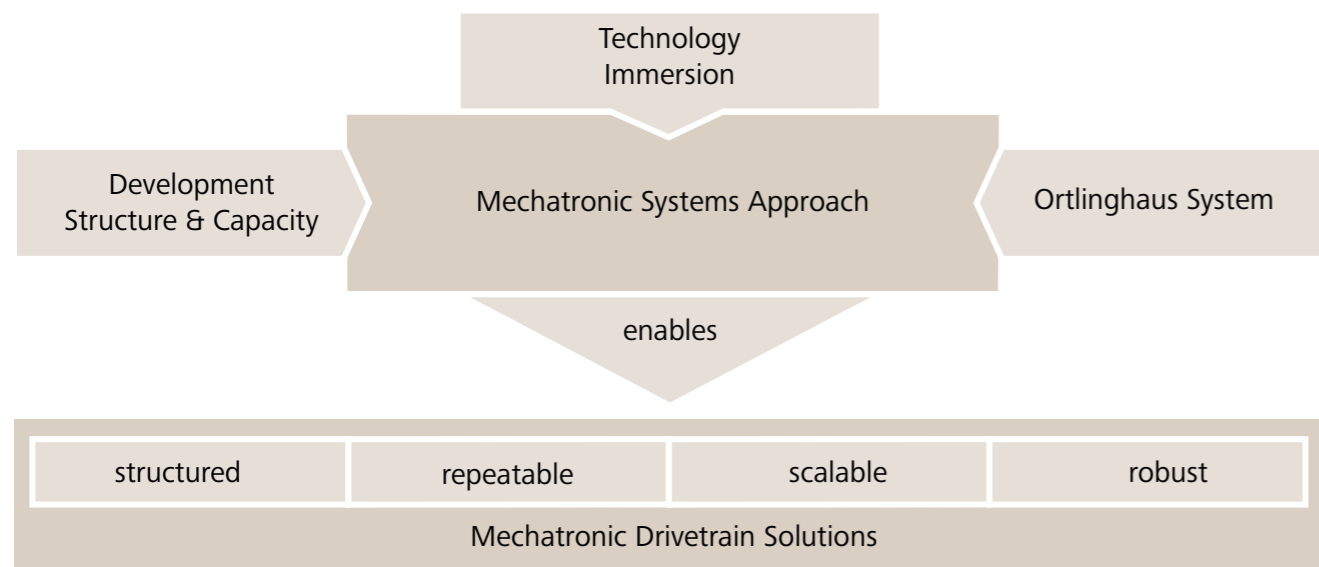 Technology
Immersion
Development
Structure & Capacity
Mechatronic Systems Approach
Ortlinghaus System
enables
structured
repeatable
scalable
robust
Mechatronic Drivetrain Solutions